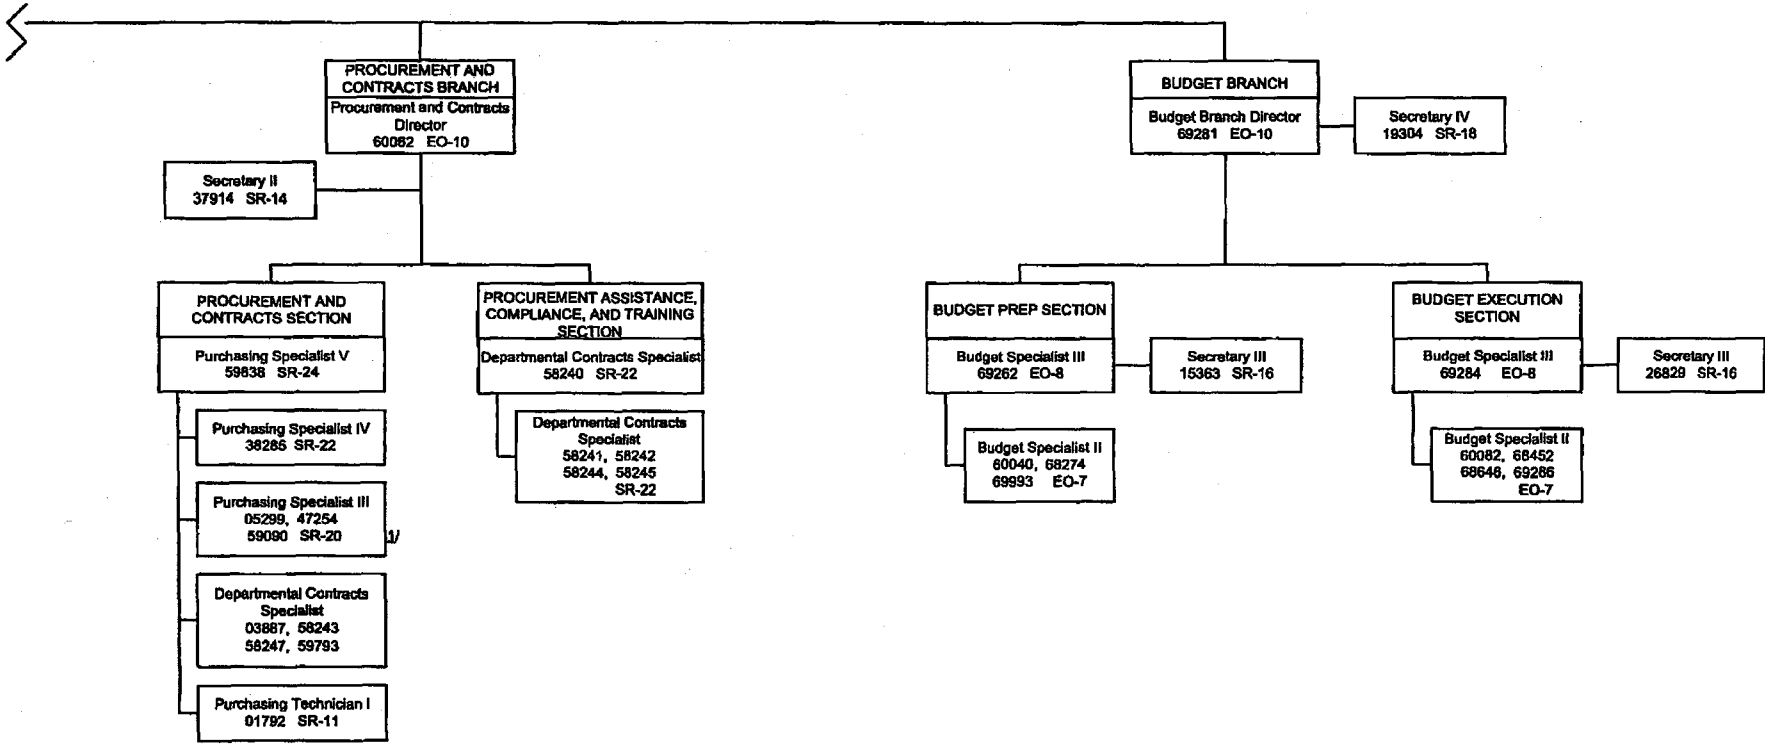 PROCUREMENT AND
CONTRACTS BRANCH
Procurement and Contracts
Director
60082 EO-10
Secretary II
37914 SR-14
PROCUREMENT AND
CONTRACTS SECTION
Purchasing Specialist V
59838 SR-24
Purchasing Specialist IV
38285 SR-22
Purchasing Specialist III
05299, 47254
59090 SR-20
1/
Departmental Contracts
Specialist
03887, 58243
58247, 59793
Purchasing Technician I
01792 SR-11
PROCUREMENT ASSISTANCE,
COMPLIANCE, AND TRAINING
SECTION
Departmental Contracts Specialist
58240 SR-22
Departmental Contracts
Specialist
58241, 58242
58244, 58245
SR-22
BUDGET BRANCH
Budget Branch Director
69281 EO-10
Secretary IV
19304 SR-18
BUDGET PREP SECTION
Budget Specialist III
69262 EO-8
Secretary III
15363 SR-16
Budget Specialist II
60040, 68274
69993 EO-7
BUDGET EXECUTION
SECTION
Budget Specialist III
69284 EO-8
Secretary III
26829 SR-16
Budget Specialist II
60082, 66452
68646, 69286
EO-7